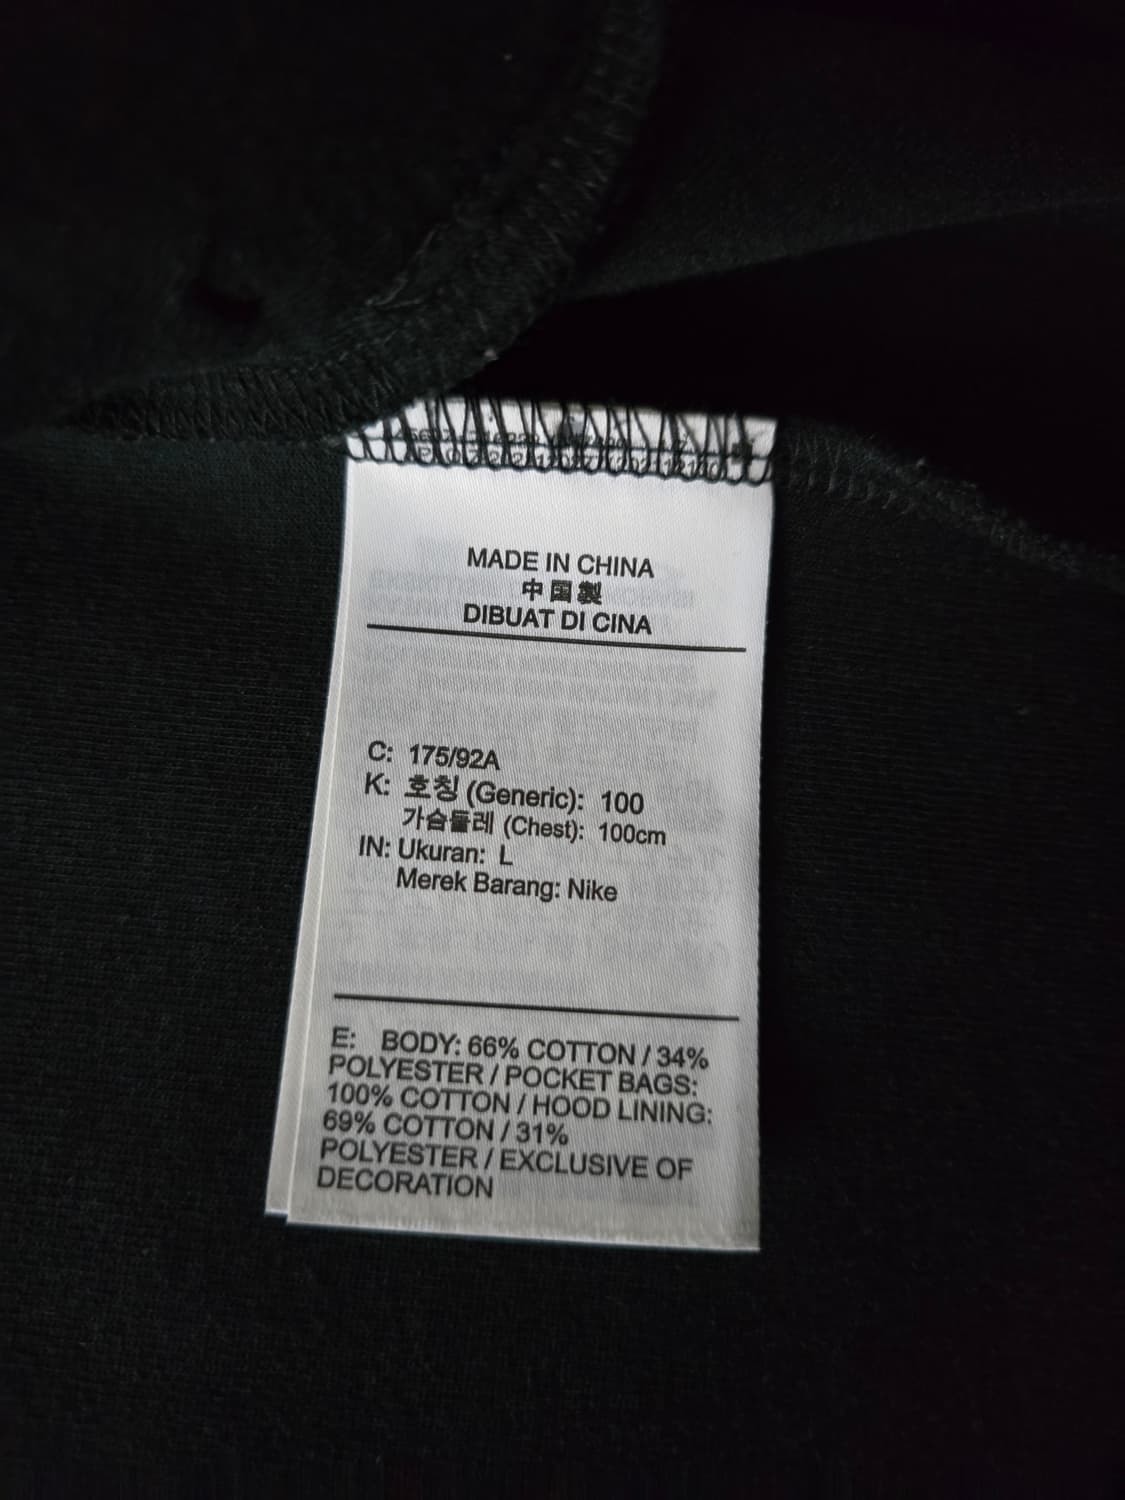 MADE IN CHINA
中国製
DIBUAT DI CINA
C: 175/92A
K: 호칭 (Generic): 100
가슴둘레 (Chest): 100cm
IN: Ukuran: L
Merek Barang: Nike
E: BODY: 66% COTTON / 34%
POLYESTER / POCKET BAGS:
100% COTTON / HOOD LINING:
69% COTTON / 31%
POLYESTER / EXCLUSIVE OF
DECORATION